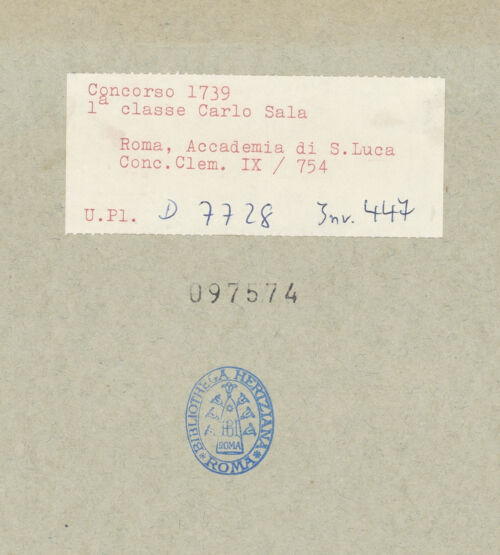 Concorso 1739
1ª classe Carlo Sala
Roma, Accademia di S.Luca
Conc.Clem. IX / 754
U.Pl. D 7728 Inv. 447
097574
*BIBLIOTHECA HERTZIANA*
BH
ROMA
ROMA